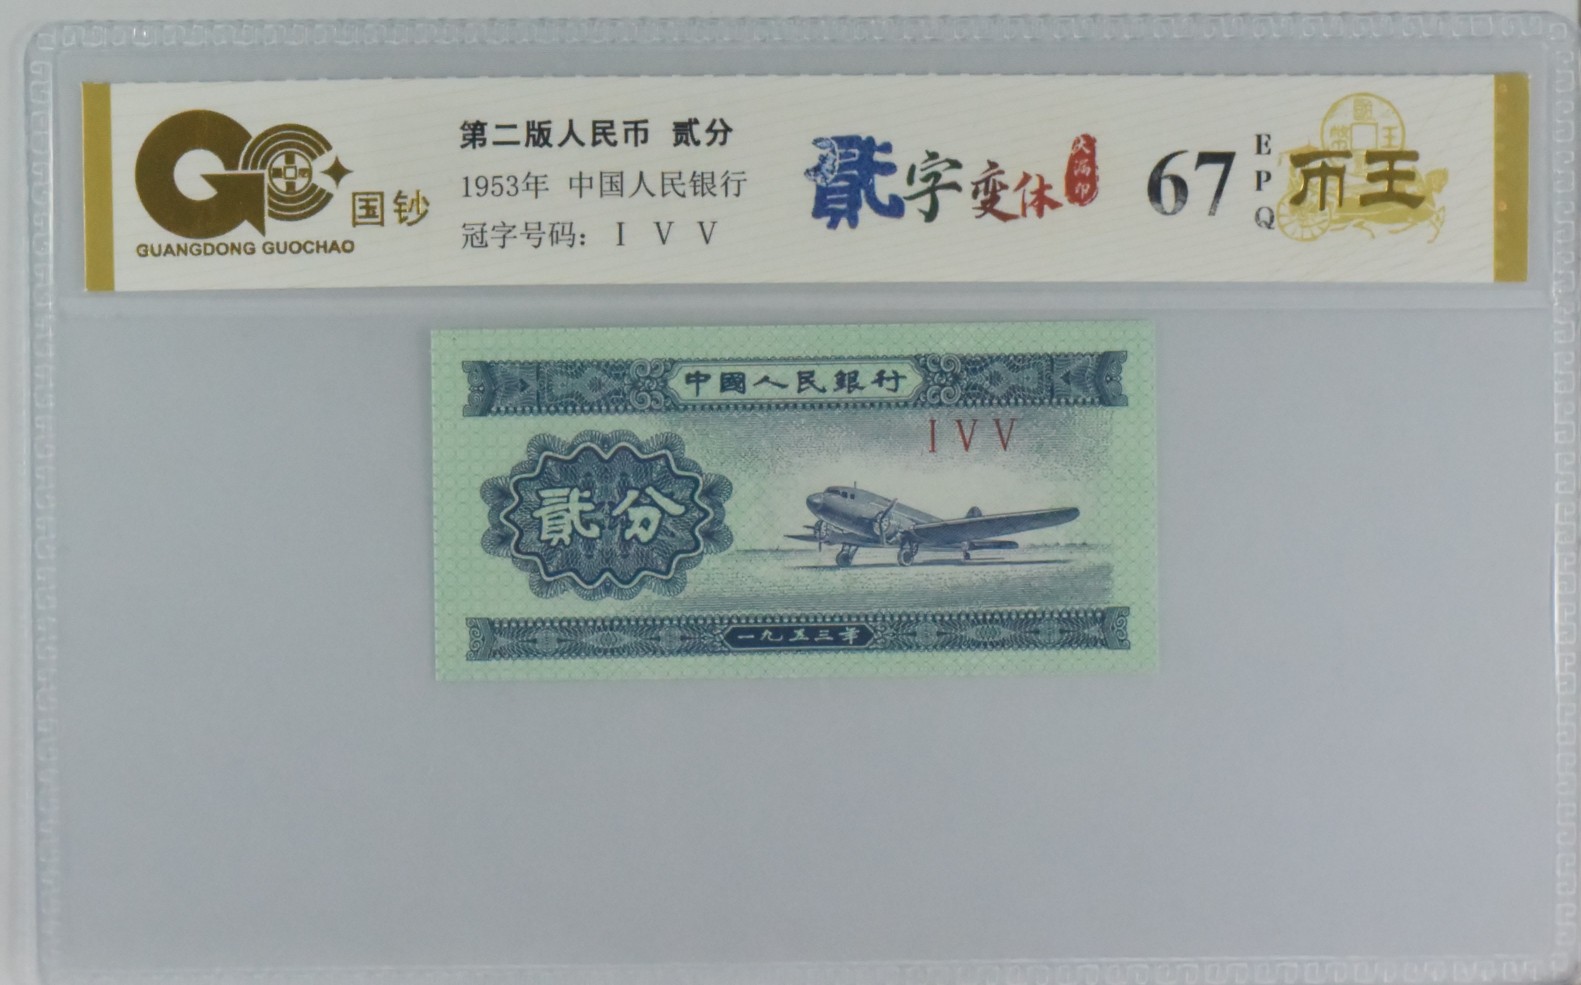 国钞
GUANGDONG GUOCHAO
第二版人民币 贰分
1953年 中国人民银行
冠字号码: I V V
貳字变体
67
EPQ
币王
中國人民銀行
I V V
貳分
一九五三年